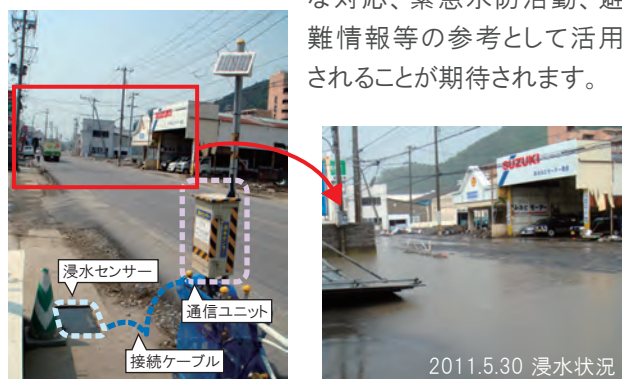 な対応、緊急水防活動、避
難情報等の参考として活用
されることが期待されます。
SUZUKI
浸水センサー
通信ユニット
接続ケーブル
SUZUKI
2011.5.30 浸水状況